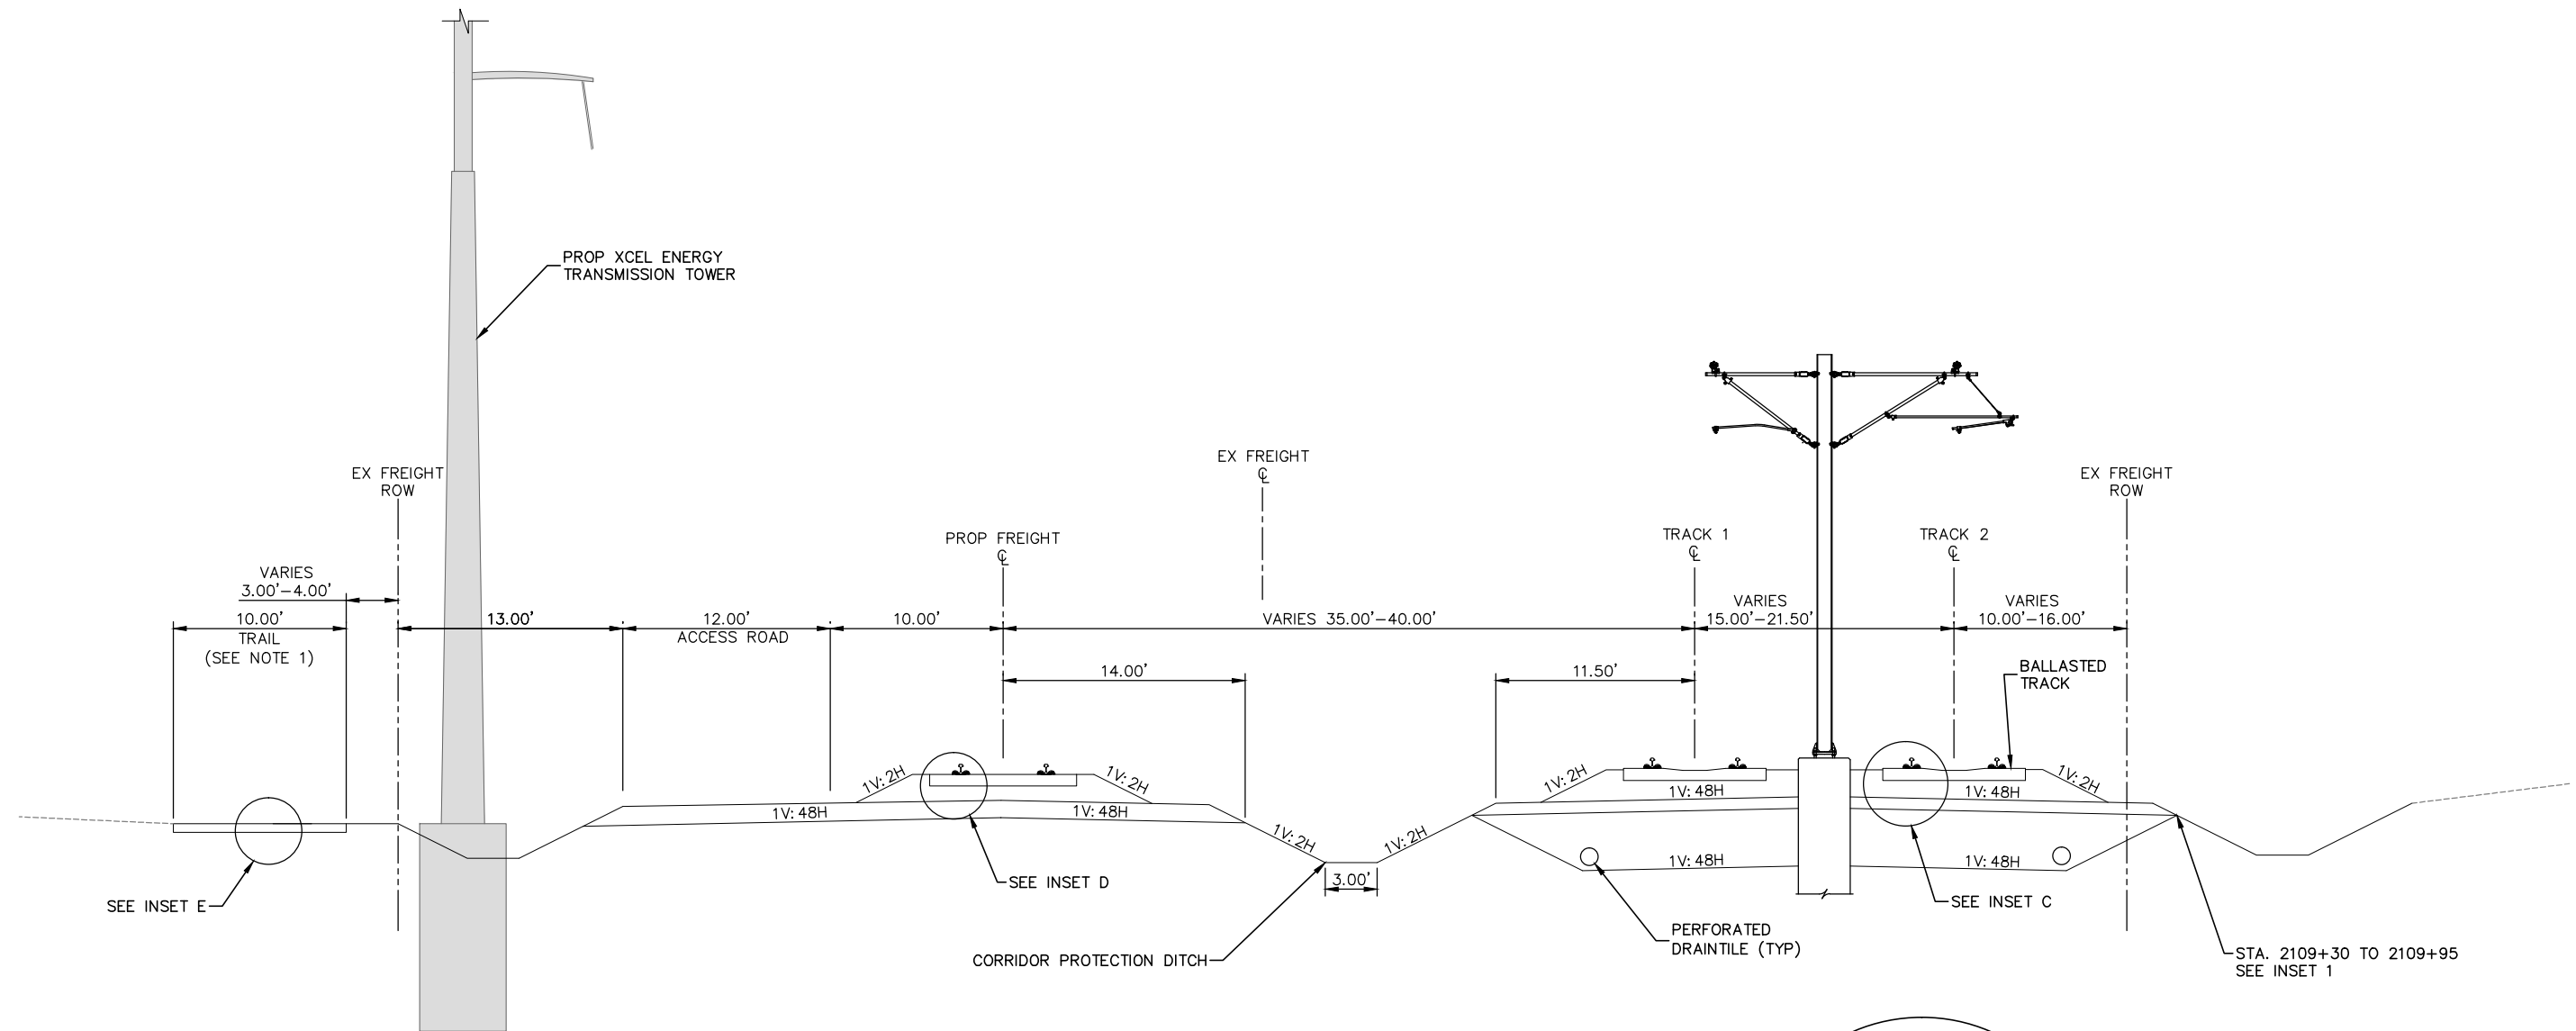 PROP XCEL ENERGY
TRANSMISSION TOWER
EX FREIGHT
ROW
EX FREIGHT
℄
EX FREIGHT
ROW
PROP FREIGHT
℄
TRACK 1
℄
TRACK 2
℄
VARIES
3.00'-4.00'
10.00'
TRAIL
(SEE NOTE 1)
13.00'
12.00'
ACCESS ROAD
10.00'
VARIES 35.00'-40.00'
VARIES
15.00'-21.50'
VARIES
10.00'-16.00'
14.00'
11.50'
BALLASTED
TRACK
1V:2H
1V:2H
1V:2H
1V:2H
1V:48H
1V:48H
1V:48H
1V:48H
1V:2H
1V:2H
1V:48H
1V:48H
3.00'
SEE INSET D
SEE INSET E
SEE INSET C
PERFORATED
DRAINTILE (TYP)
CORRIDOR PROTECTION DITCH
STA. 2109+30 TO 2109+95
SEE INSET 1